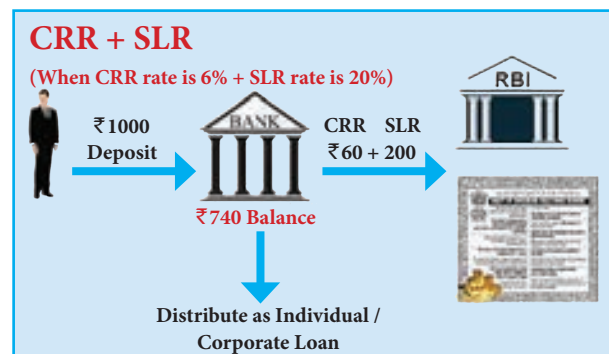 CRR + SLR
(When CRR rate is 6% + SLR rate is 20%)
₹1000
Deposit
BANK
₹740 Balance
CRR SLR
₹60 + 200
RBI
Distribute as Individual /
Corporate Loan